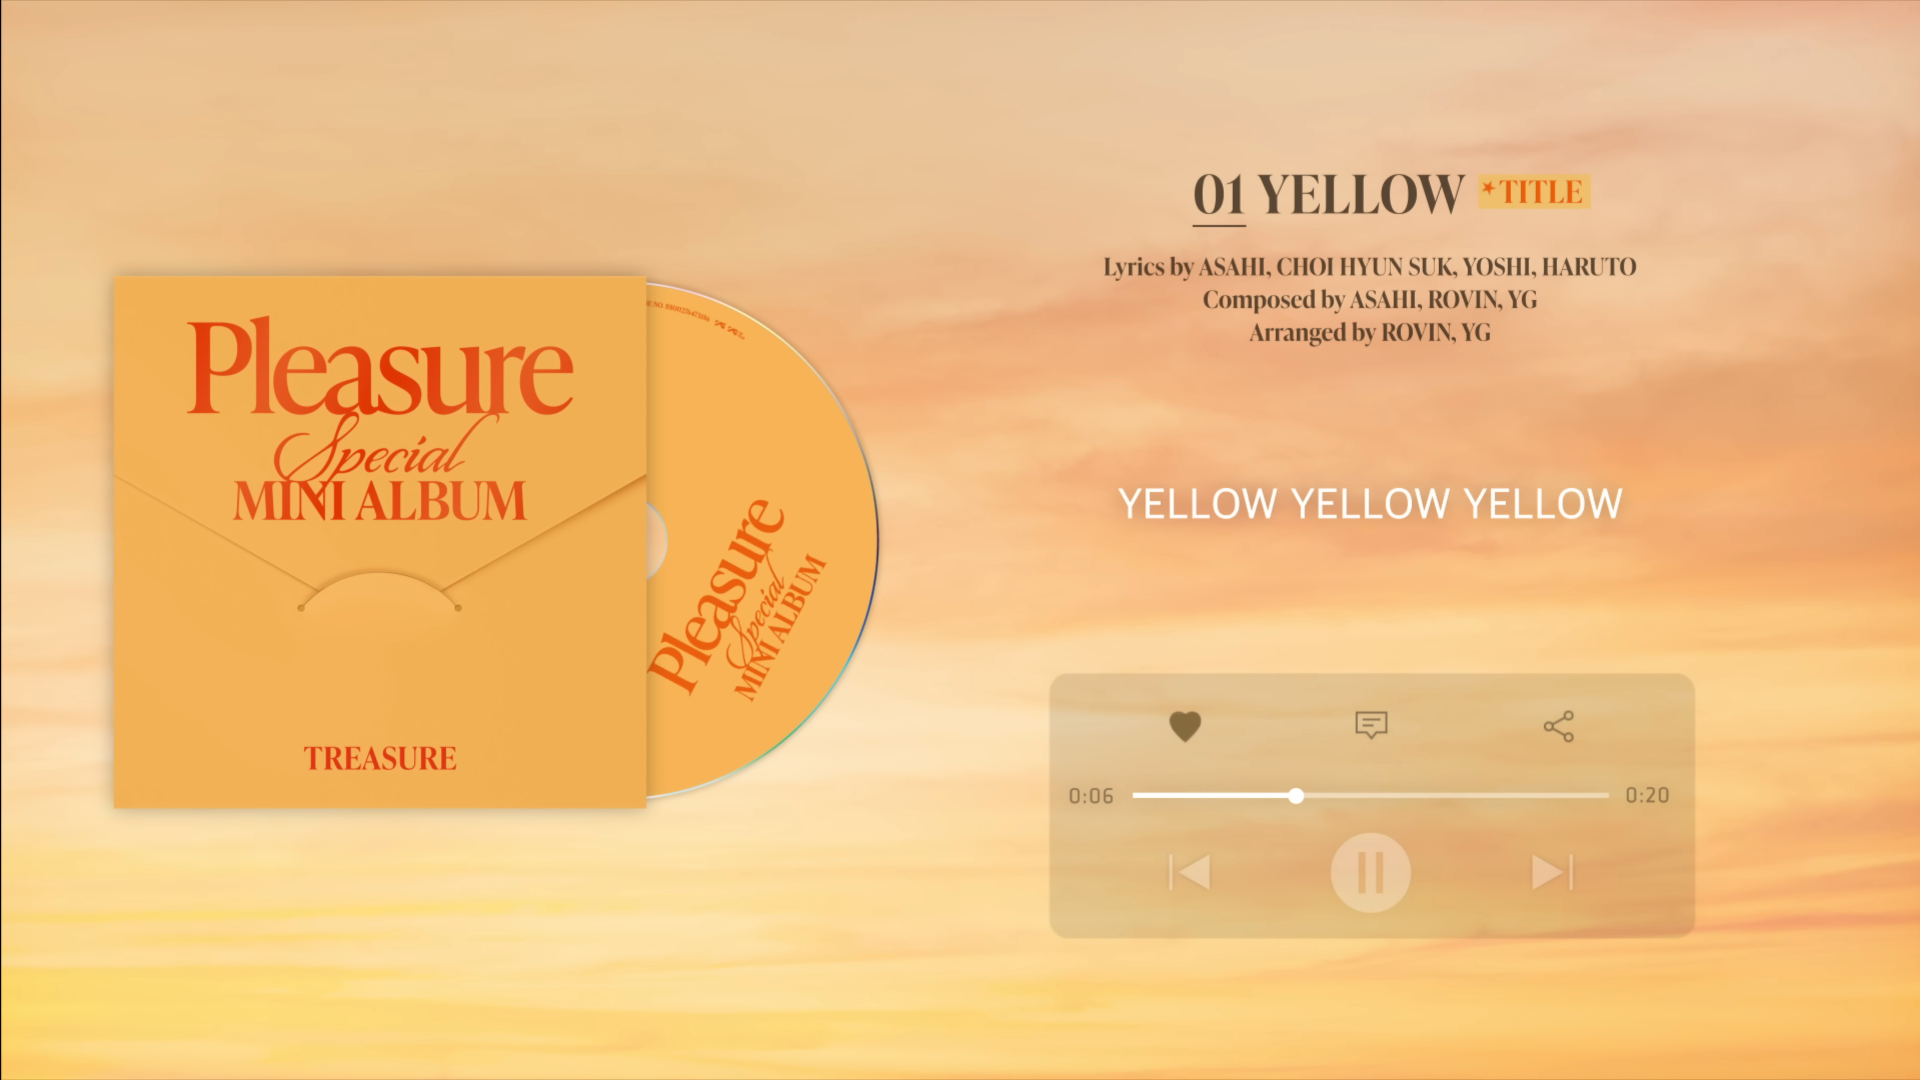 Pleasure
Special
MINI ALBUM
TREASURE
Pleasure
Special
MINI ALBUM
01 YELLOW *TITLE
Lyrics by ASAHI, CHOI HYUN SUK, YOSHI, HARUTO
Composed by ASAHI, ROVIN, YG
Arranged by ROVIN, YG
YELLOW YELLOW YELLOW
0:06
0:20